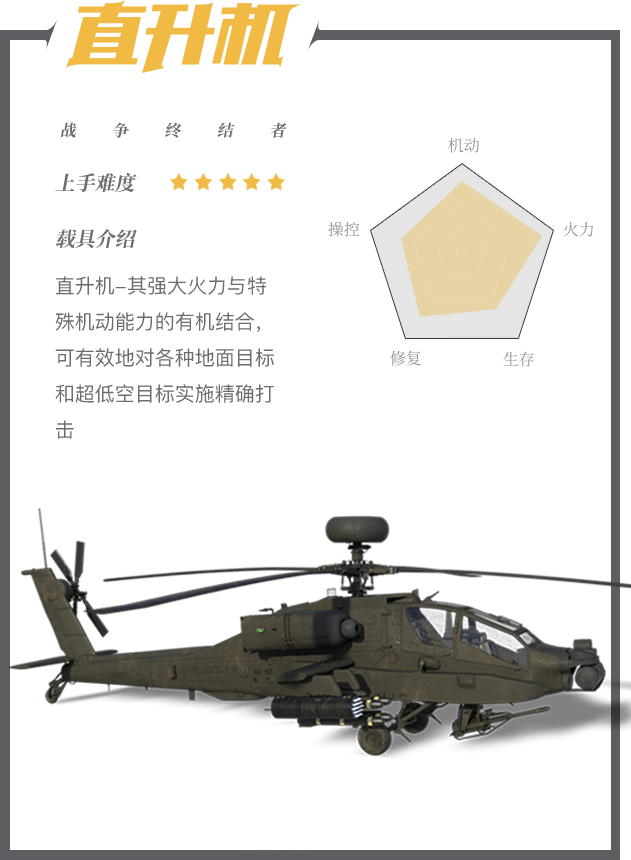 直升机
战争终结者
上手难度
载具介绍
直升机–其强大火力与特
殊机动能力的有机结合，
可有效地对各种地面目标
和超低空目标实施精确打
击
机动
操控
火力
修复
生存